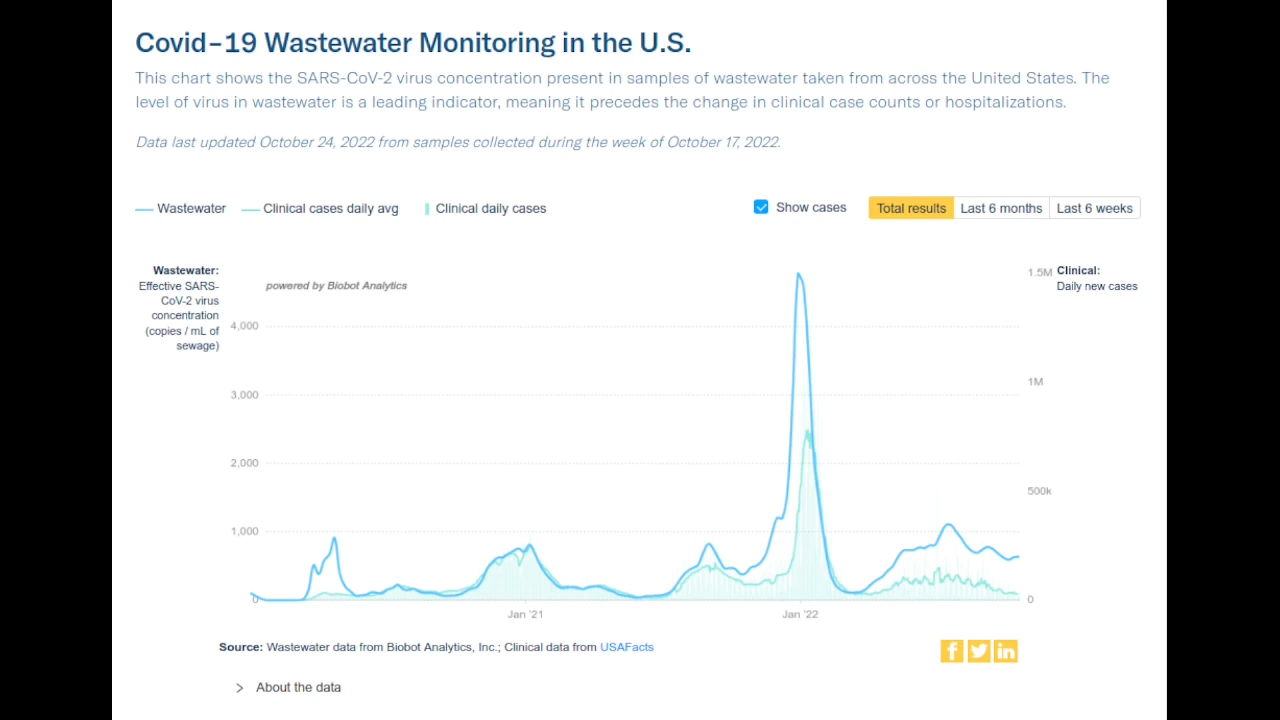 Covid-19 Wastewater Monitoring in the U.S.
This chart shows the SARS-CoV-2 virus concentration present in samples of wastewater taken from across the United States. The
level of virus in wastewater is a leading indicator, meaning it precedes the change in clinical case counts or hospitalizations.
Data last updated October 24, 2022 from samples collected during the week of October 17, 2022.
Wastewater Clinical cases daily avg Clinical daily cases Show cases Total results Last 6 months Last 6 weeks
Wastewater:
Effective SARS-
CoV-2 virus
concentration
(copies / mL of
sewage)
powered by Biobot Analytics
1.5M Clinical:
Daily new cases
4,000
3,000
1M
2,000
500k
1,000
0 0
Jan '21 Jan '22
Source: Wastewater data from Biobot Analytics, Inc.; Clinical data from USAFacts
f in
> About the data